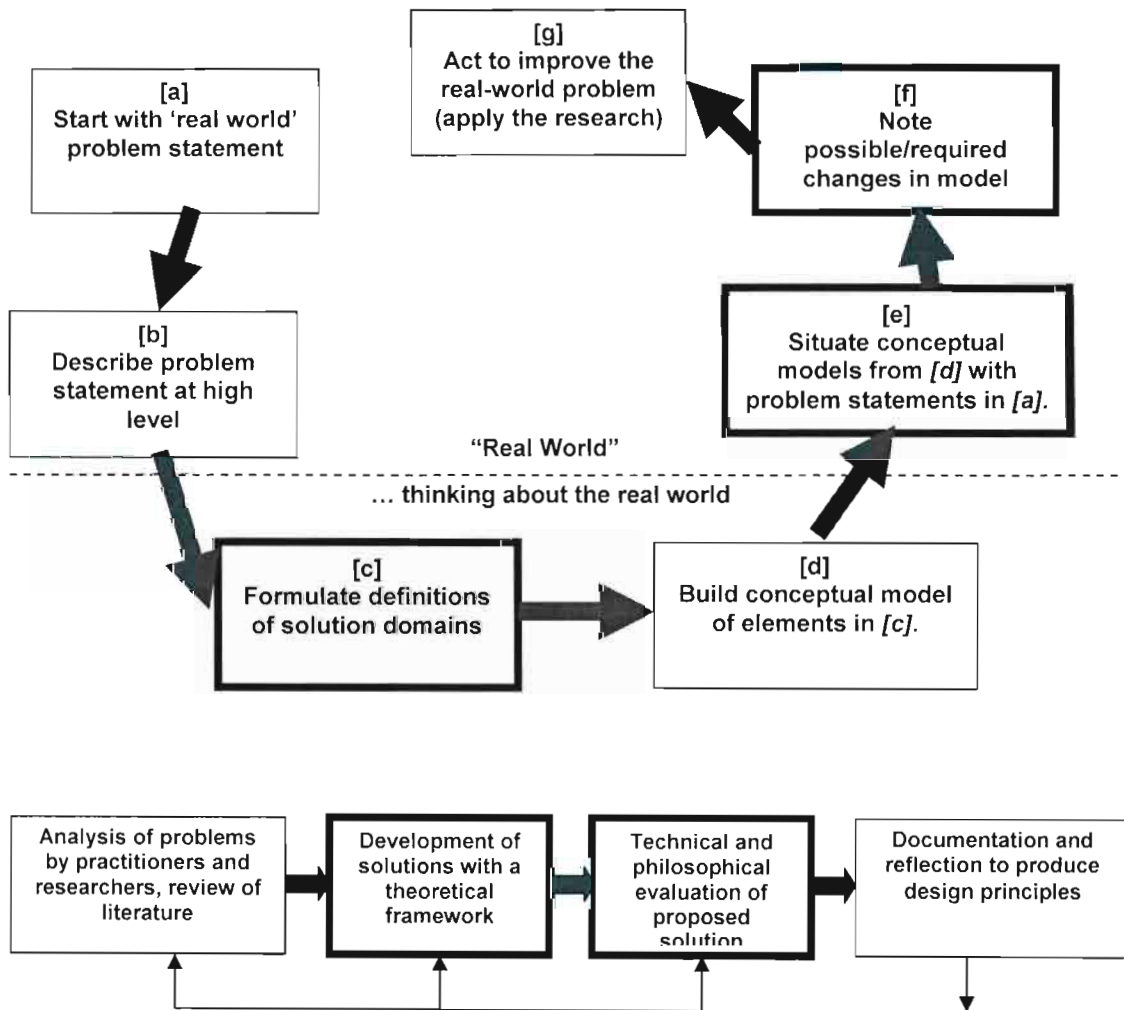 [a]
Start with ‘real world’
problem statement
[b]
Describe problem
statement at high
level
[g]
Act to improve the
real-world problem
(apply the research)
[f]
Note
possible/required
changes in model
[e]
Situate conceptual
models from [d] with
problem statements in [a].
“Real World”
... thinking about the real world
[c]
Formulate definitions
of solution domains
[d]
Build conceptual model
of elements in [c].
Analysis of problems
by practitioners and
researchers, review of
literature
Development of
solutions with a
theoretical
framework
Technical and
philosophical
evaluation of
proposed
solution
Documentation and
reflection to produce
design principles